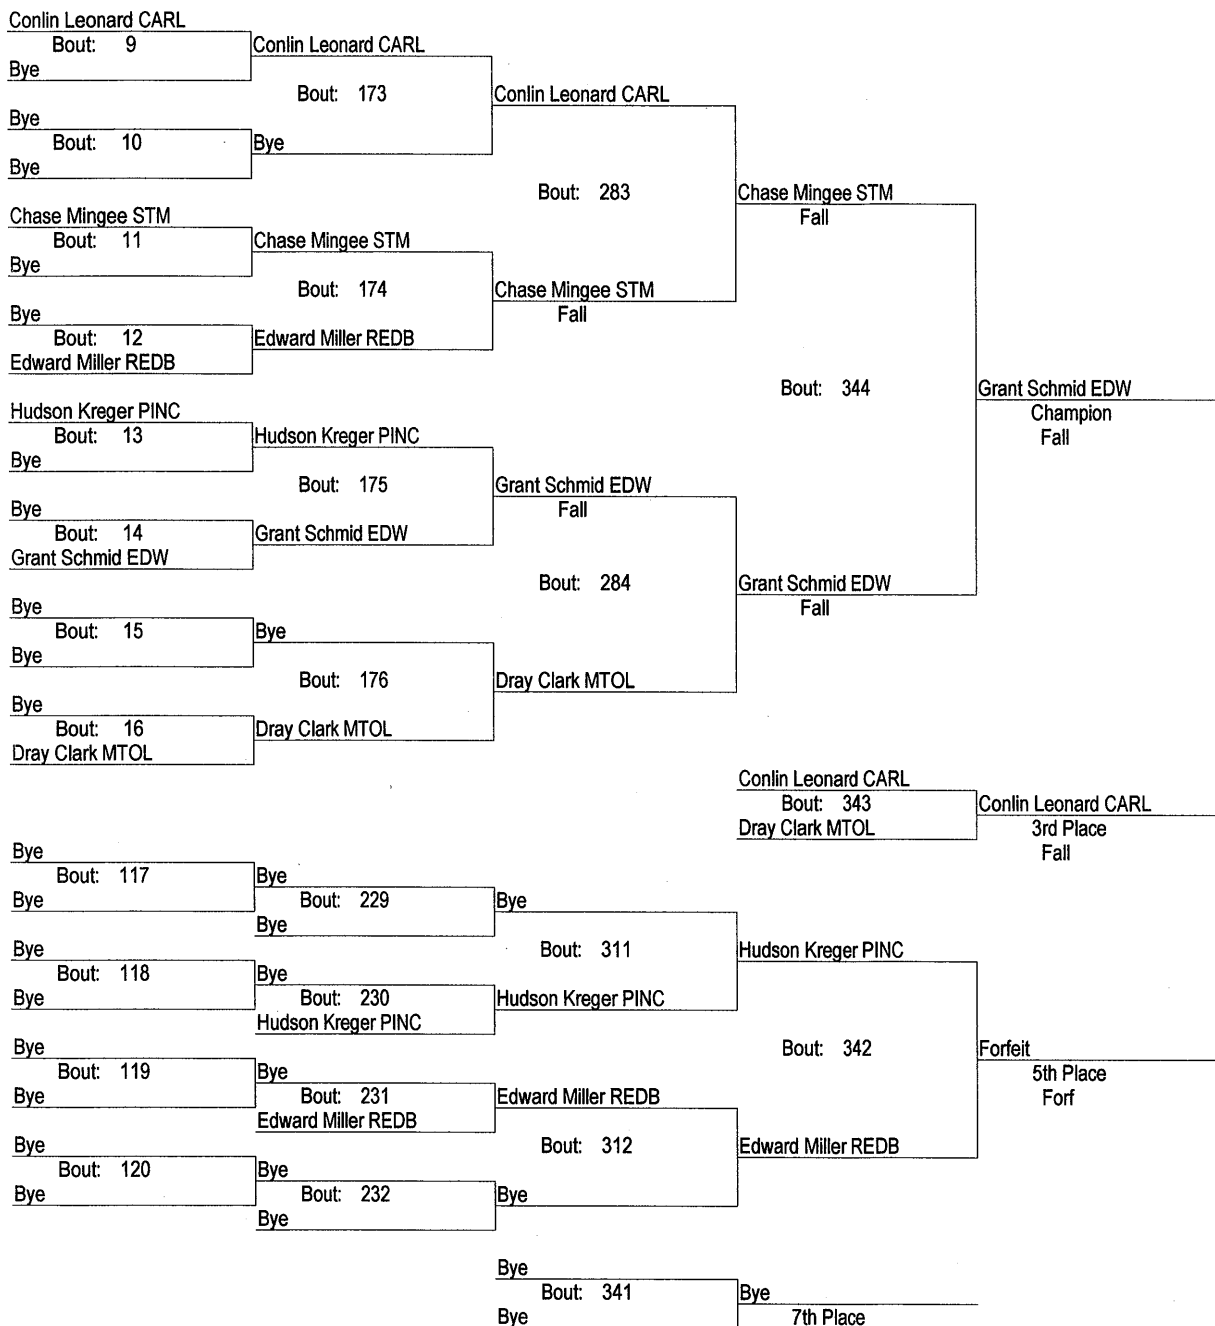 Conlin Leonard CARL
Bout: 9
Bye
Conlin Leonard CARL
Bout: 173
Bye
Bout: 10
Bye
Bye
Conlin Leonard CARL
Bout: 283
Chase Mingee STM
Bout: 11
Bye
Chase Mingee STM
Bout: 174
Bye
Bout: 12
Edward Miller REDB
Edward Miller REDB
Chase Mingee STM
Fall
Chase Mingee STM
Fall
Bout: 344
Hudson Kreger PINC
Bout: 13
Bye
Hudson Kreger PINC
Bout: 175
Bye
Bout: 14
Grant Schmid EDW
Grant Schmid EDW
Grant Schmid EDW
Fall
Bout: 284
Bye
Bout: 15
Bye
Bye
Bout: 176
Bye
Bout: 16
Dray Clark MTOL
Dray Clark MTOL
Dray Clark MTOL
Grant Schmid EDW
Fall
Grant Schmid EDW
Champion
Fall
Conlin Leonard CARL
Bout: 343
Dray Clark MTOL
Conlin Leonard CARL
3rd Place
Fall
Bye
Bout: 117
Bye
Bye
Bout: 229
Bye
Bye
Bout: 311
Bye
Bout: 118
Bye
Bye
Bout: 230
Hudson Kreger PINC
Hudson Kreger PINC
Hudson Kreger PINC
Bout: 342
Bye
Bout: 119
Bye
Bye
Bout: 231
Edward Miller REDB
Edward Miller REDB
Bout: 312
Bye
Bout: 120
Bye
Bye
Bout: 232
Bye
Bye
Edward Miller REDB
Forfeit
5th Place
Forf
Bye
Bout: 341
Bye
Bye
7th Place